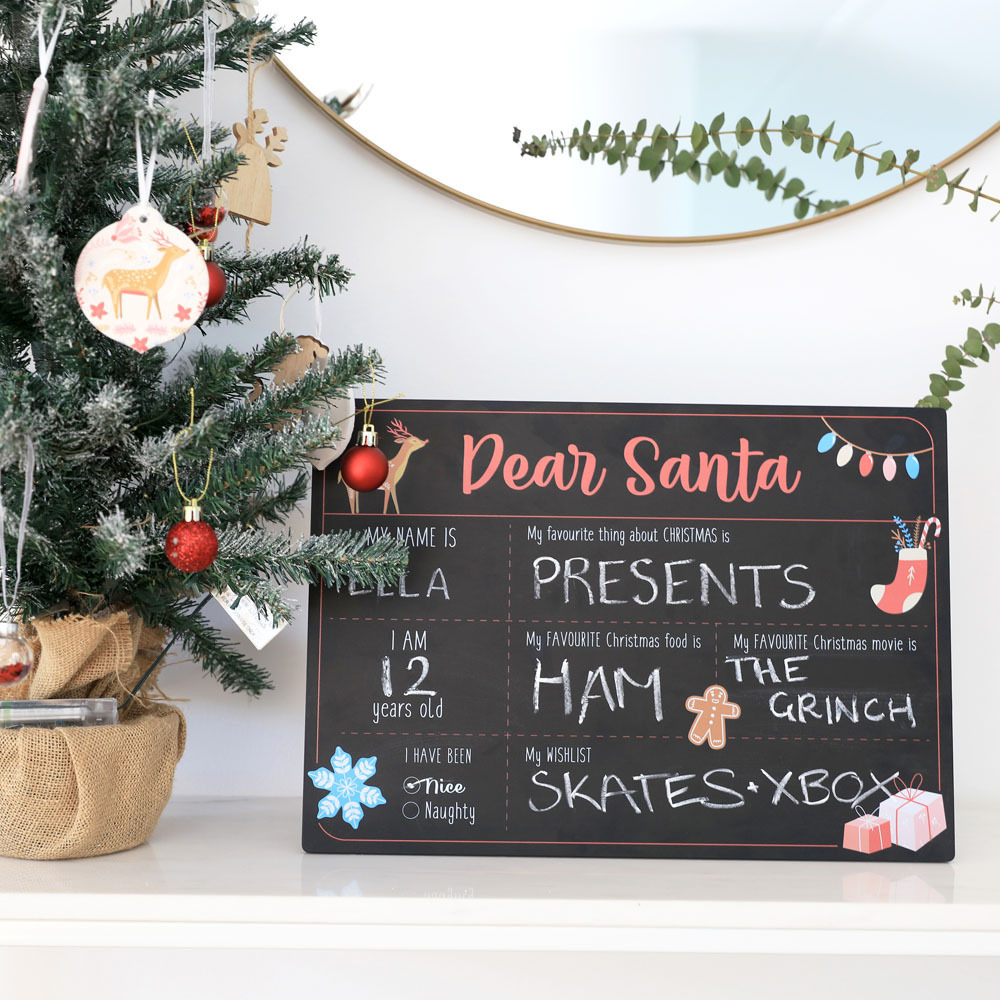 Dear Santa
MY NAME IS
My favourite thing about CHRISTMAS is
PRESENTS
I AM
12
years old
My FAVOURITE Christmas food is
HAM
My FAVOURITE Christmas movie is
THE
GRINCH
I HAVE BEEN
Nice
Naughty
My WISHLIST
SKATES + XBOX